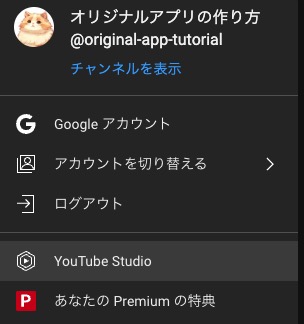 オリジナルアプリの作り方
@original-app-tutorial
チャンネルを表示
Google アカウント
アカウントを切り替える
ログアウト
YouTube Studio
あなたの Premium の特典